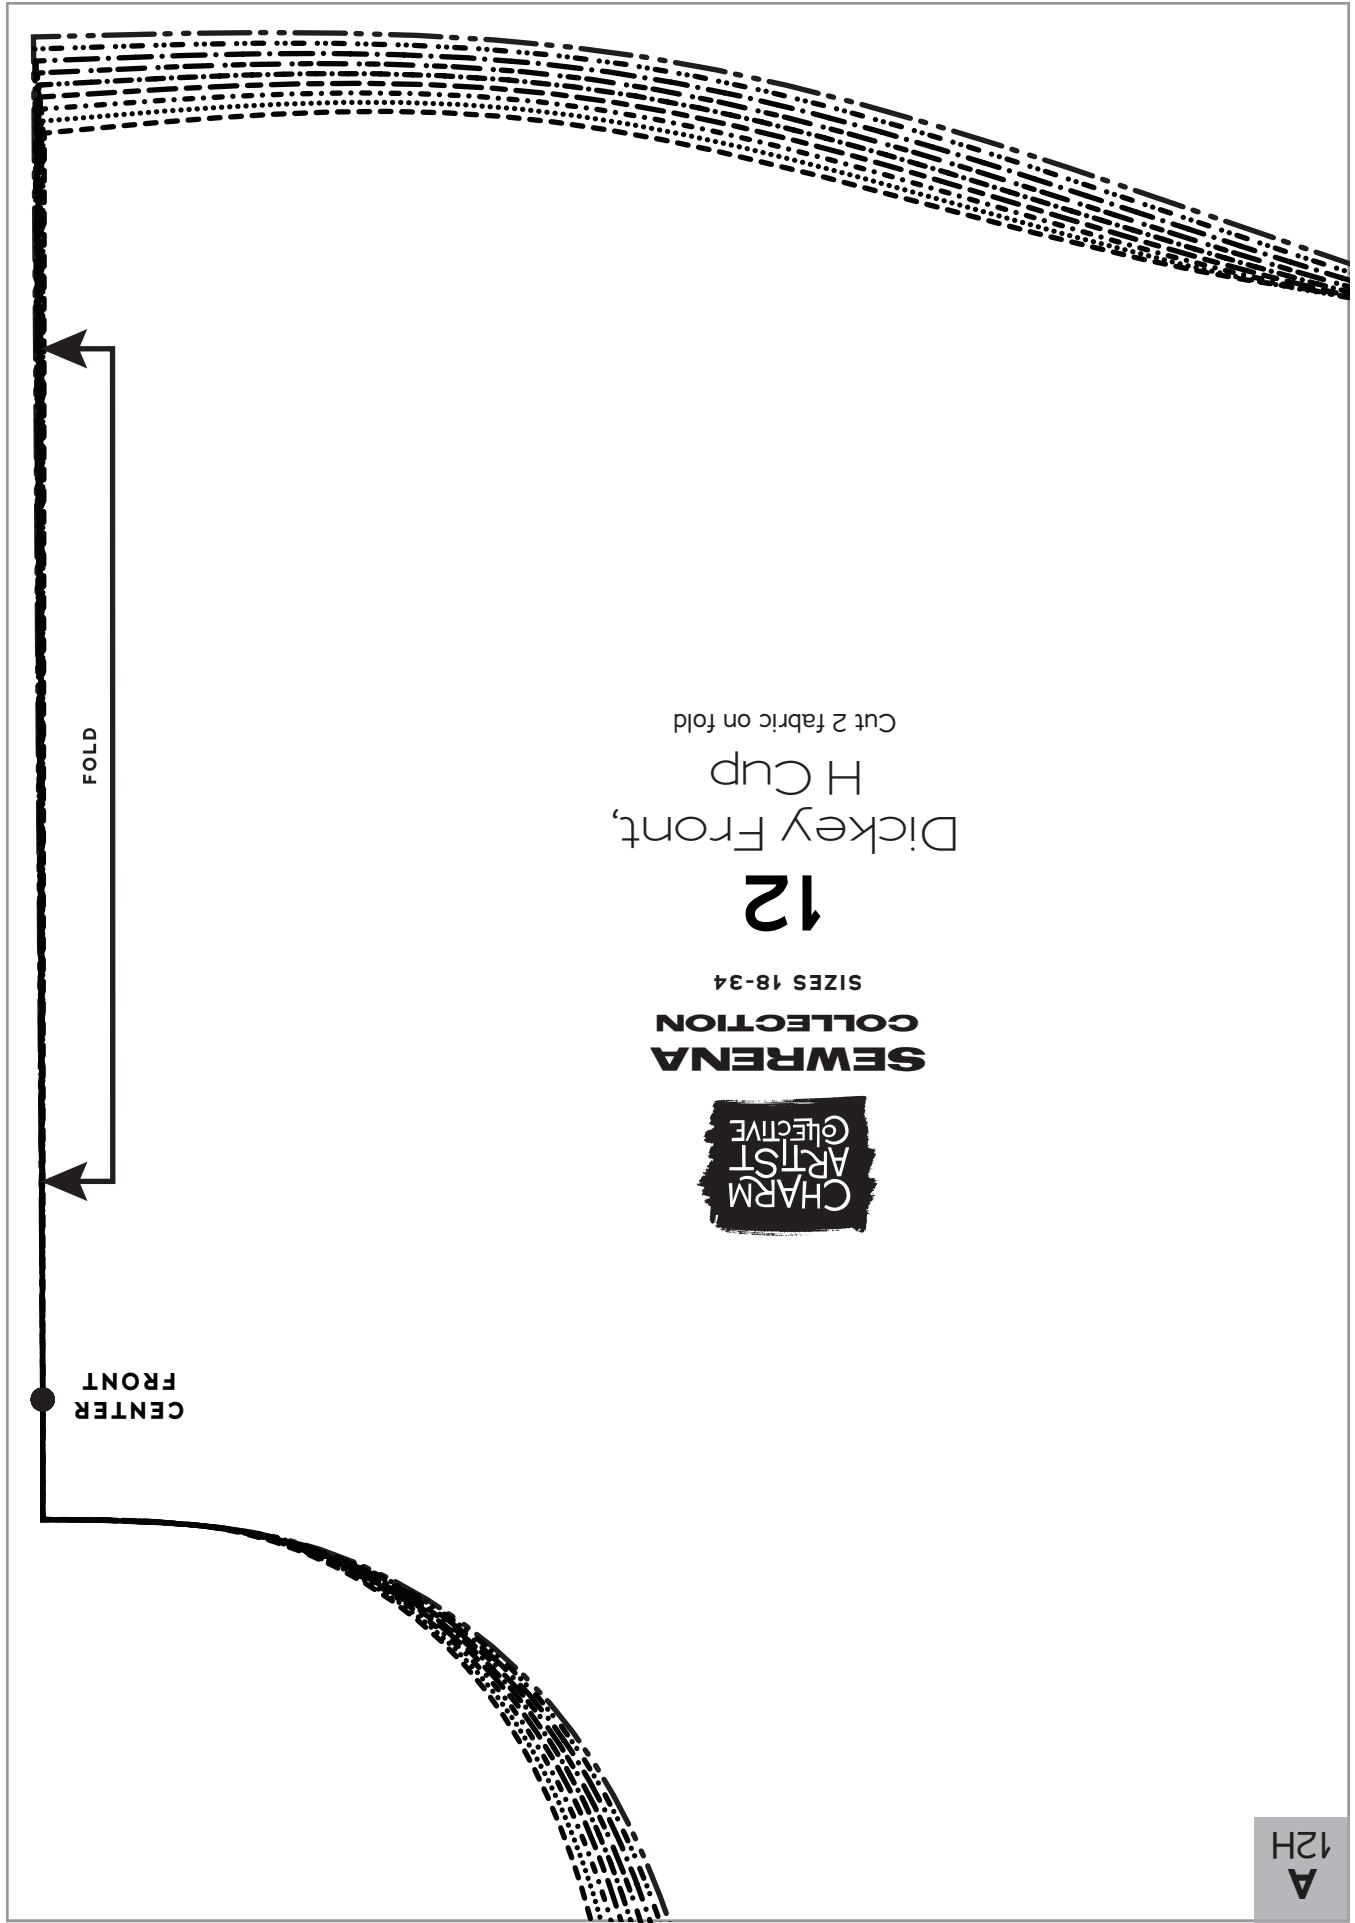 A
12H
CENTER
FRONT
CHARM
ARTIST
COLLECTIVE
SEWRENA
COLLECTION
SIZES 18-34
12
Dickey Front,
H Cup
Cut 2 fabric on fold
FOLD